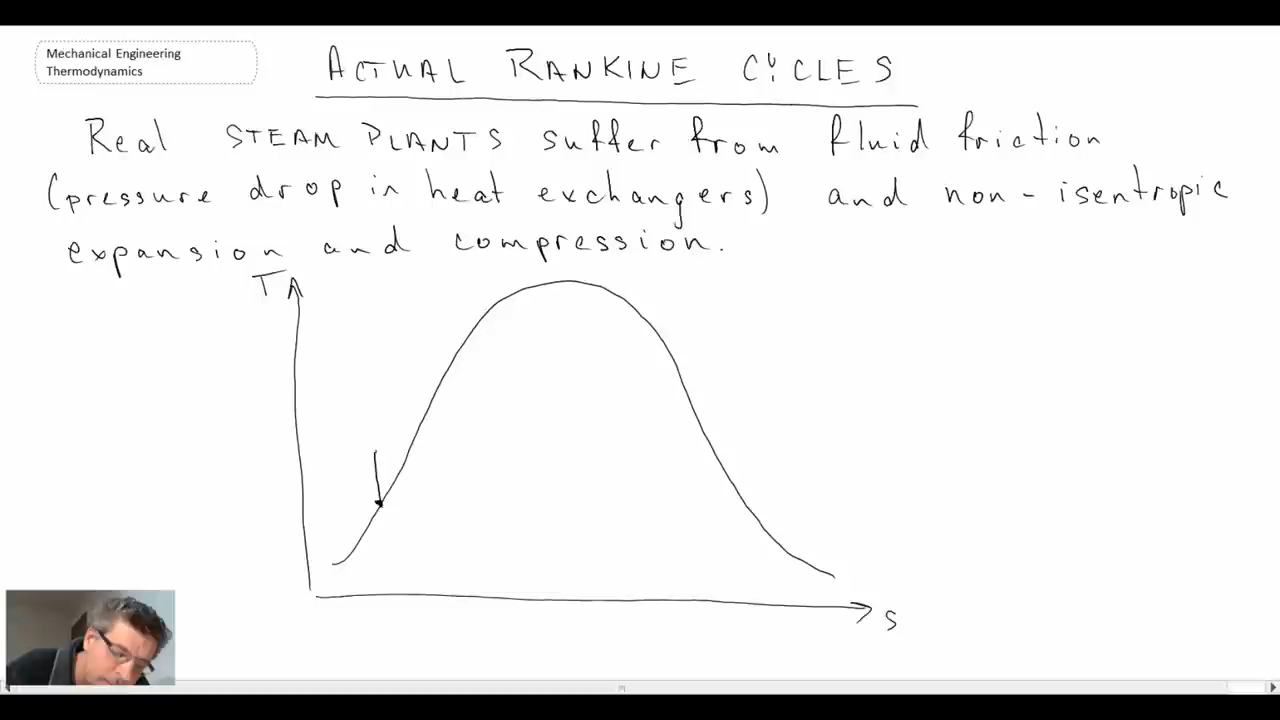 Mechanical Engineering
Thermodynamics
ACTUAL RANKINE CYCLES
Real STEAM PLANTS suffer from fluid friction
(pressure drop in heat exchangers) and non-isentropic
expansion and compression.
T
s